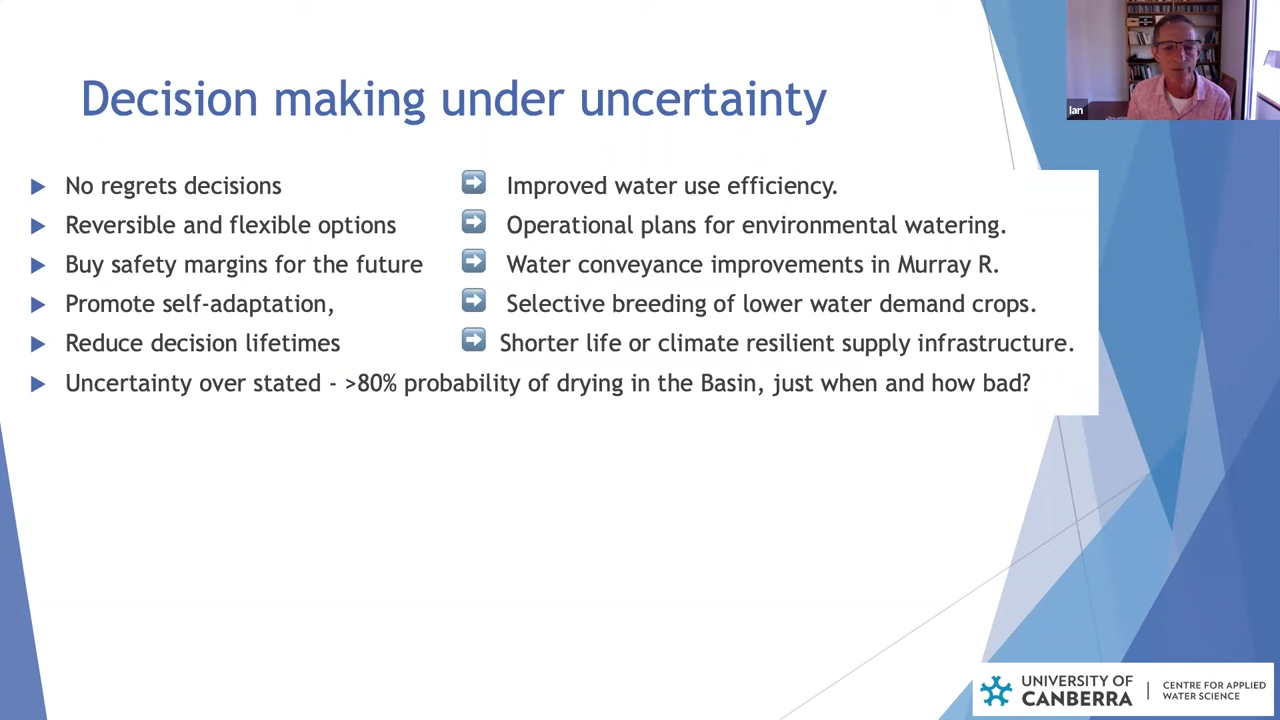 Decision making under uncertainty
Ian
No regrets decisions ➡ Improved water use efficiency.
Reversible and flexible options ➡ Operational plans for environmental watering.
Buy safety margins for the future ➡ Water conveyance improvements in Murray R.
Promote self-adaptation, ➡ Selective breeding of lower water demand crops.
Reduce decision lifetimes ➡ Shorter life or climate resilient supply infrastructure.
Uncertainty over stated - >80% probability of drying in the Basin, just when and how bad?
UNIVERSITY OF
CANBERRA
CENTRE FOR APPLIED
WATER SCIENCE